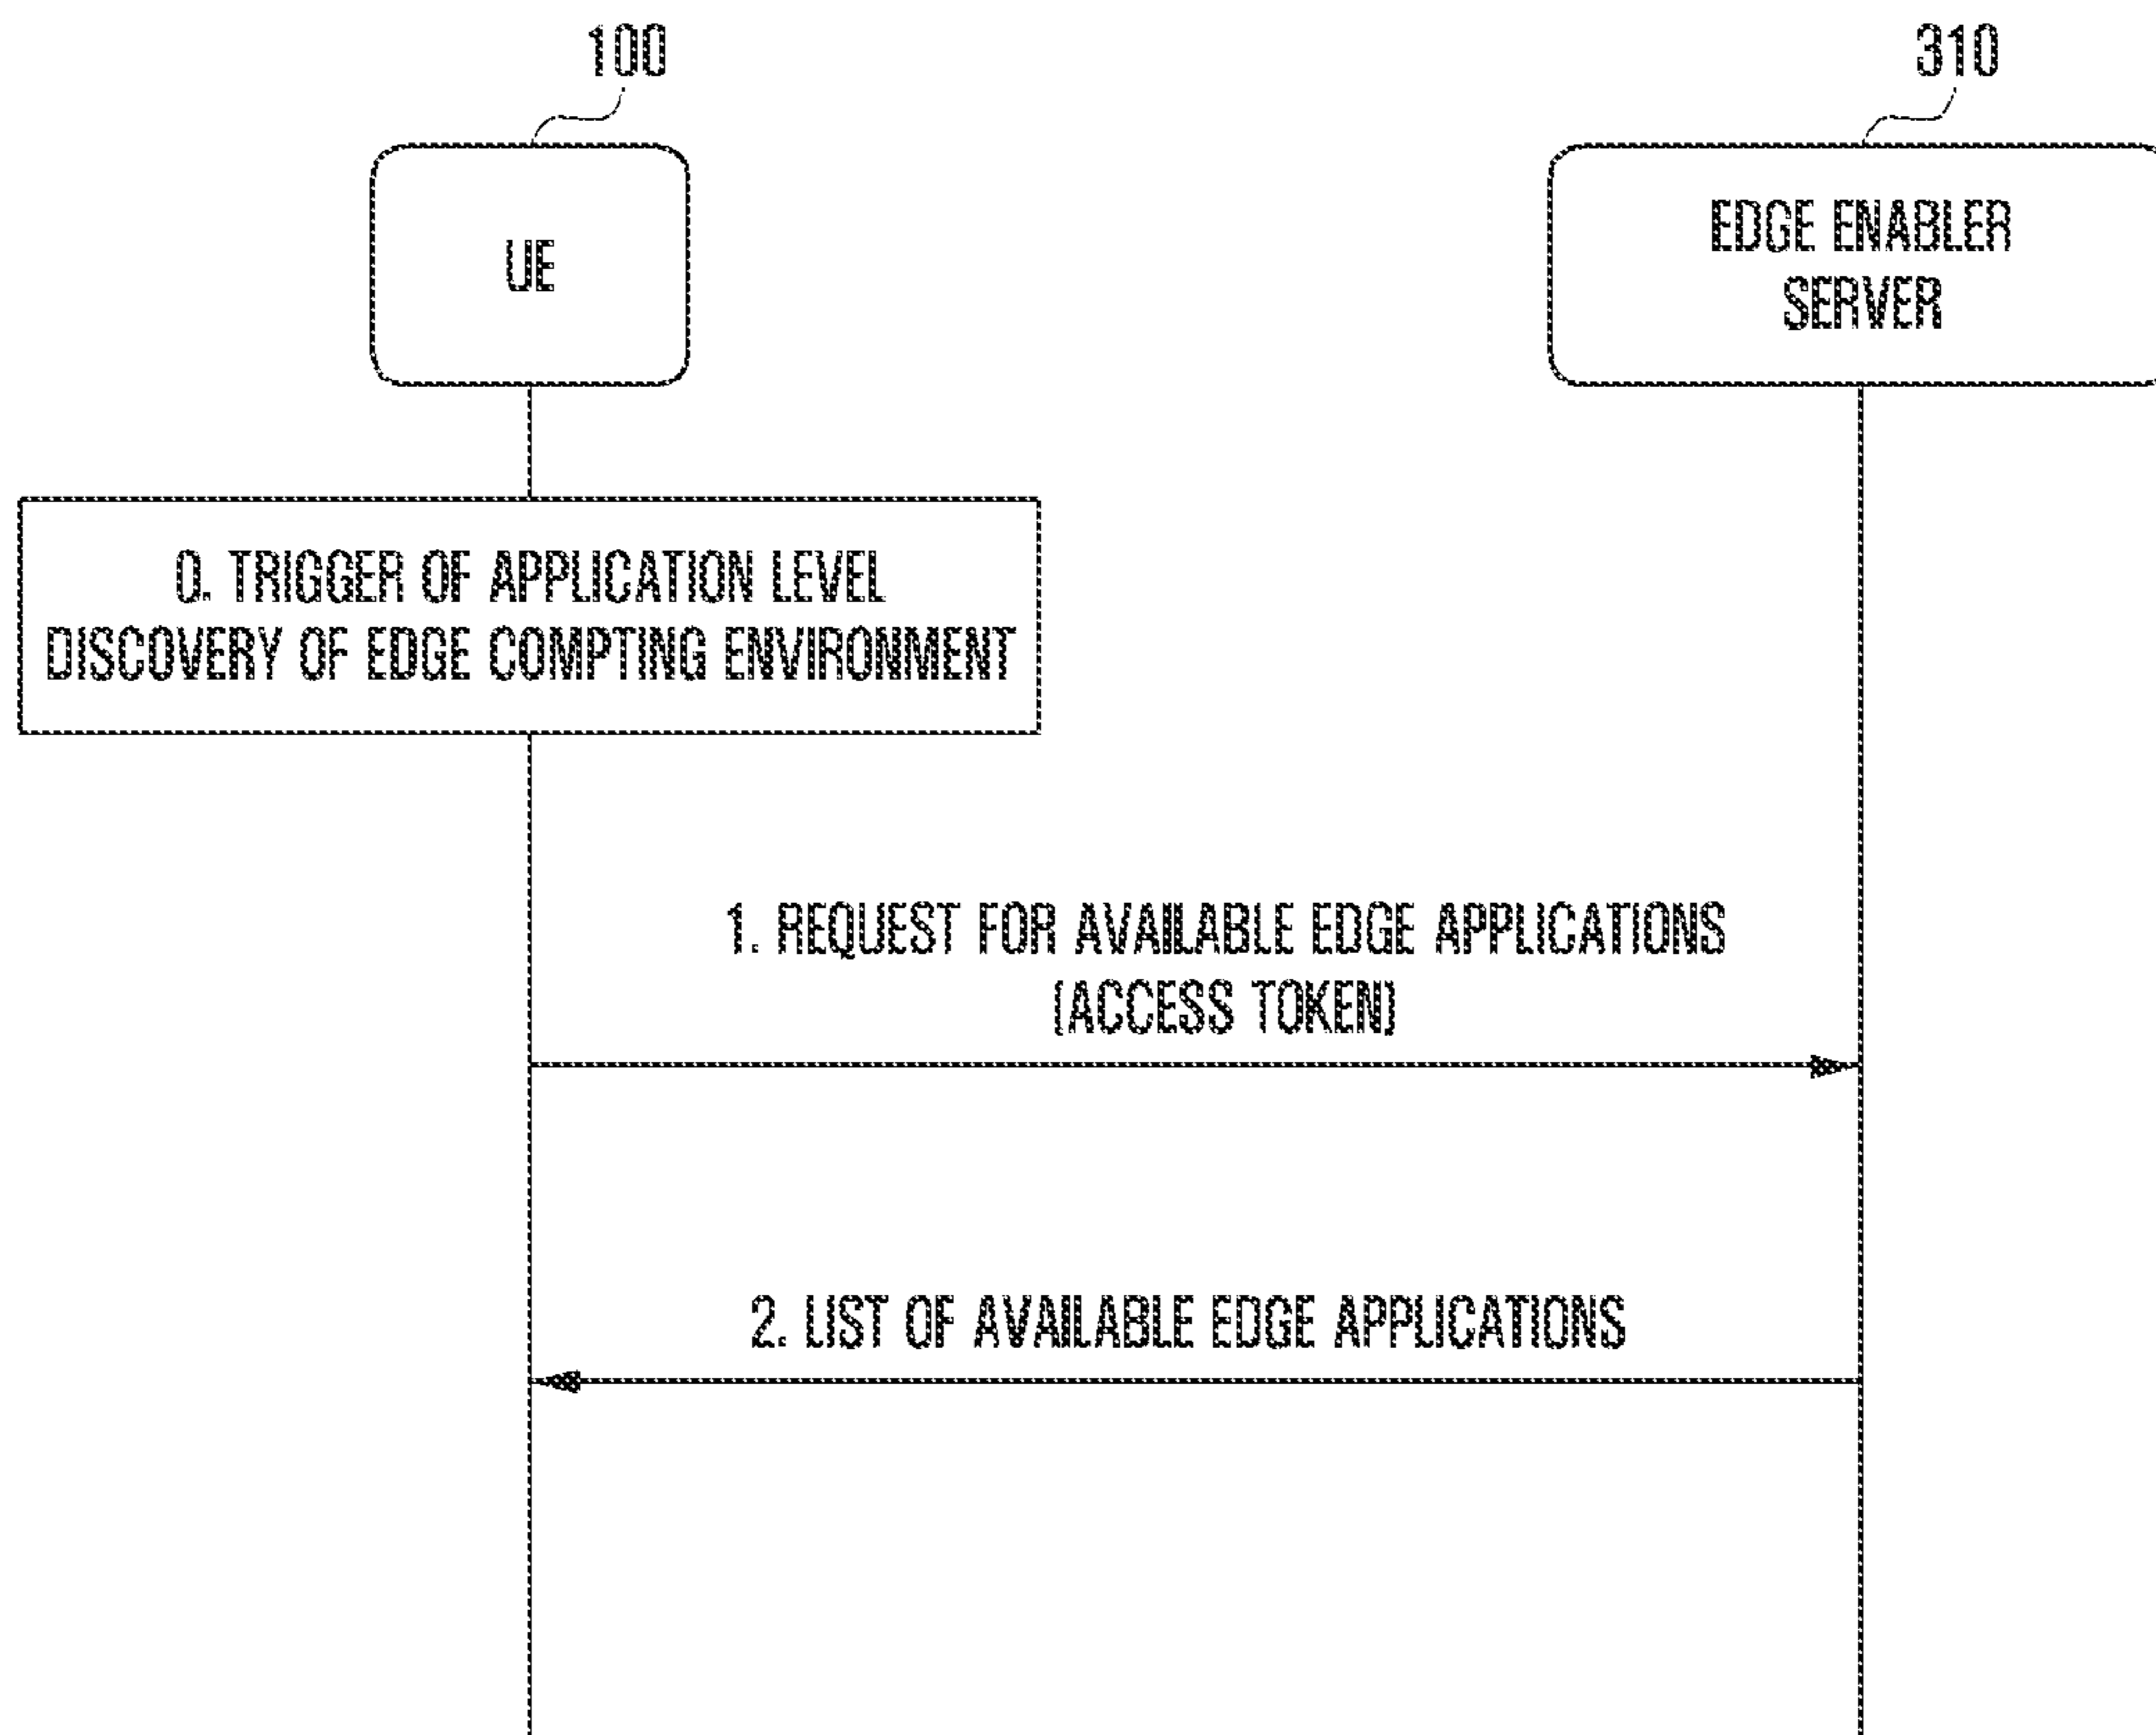 100
310
UE
EDGE ENABLER
SERVER
0. TRIGGER OF APPLICATION LEVEL
DISCOVERY OF EDGE COMPTING ENVIRONMENT
1. REQUEST FOR AVAILABLE EDGE APPLICATIONS
(ACCESS TOKEN)
2. LIST OF AVAILABLE EDGE APPLICATIONS